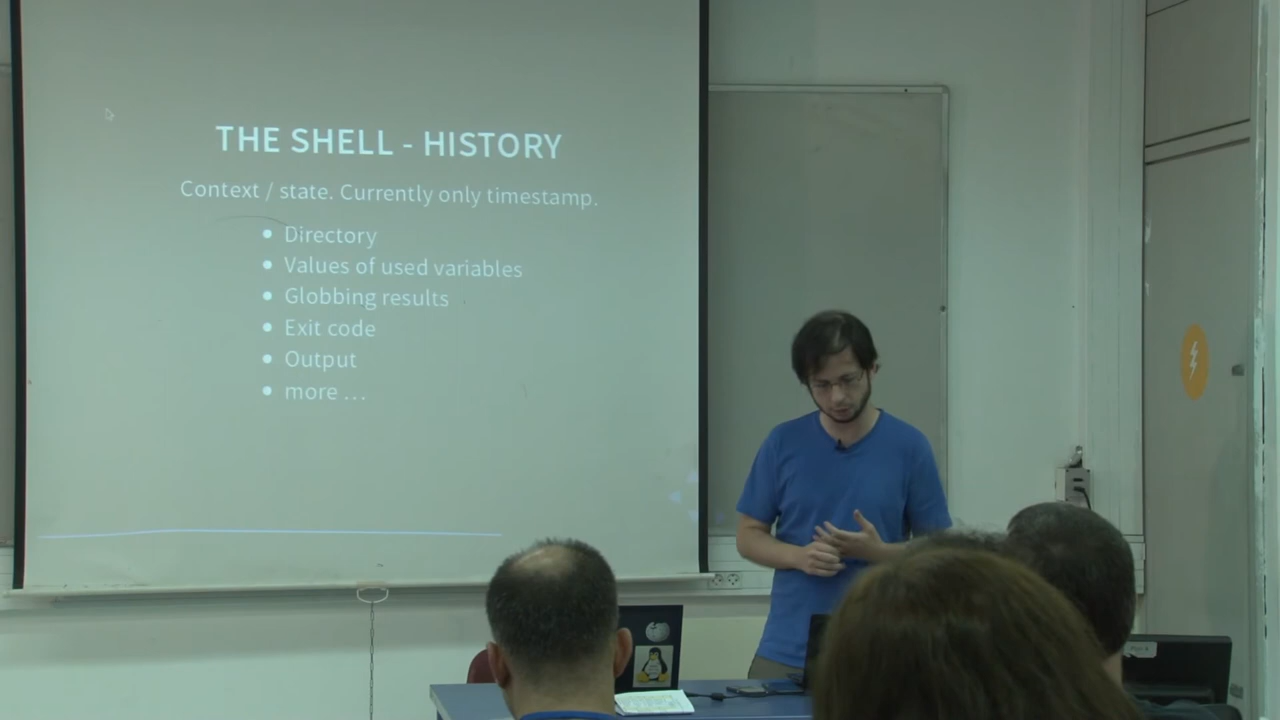 THE SHELL - HISTORY
Context / state. Currently only timestamp.
Directory
Values of used variables
Globbing results
Exit code
Output
more ...